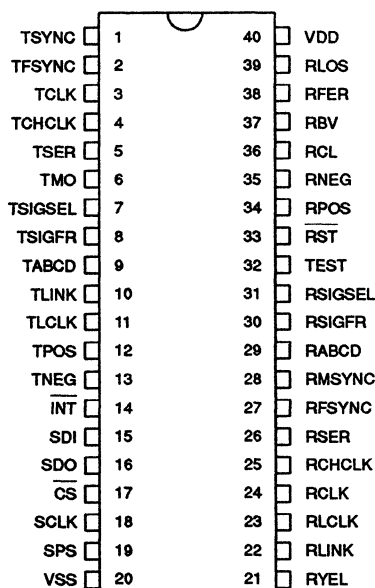 TSYNC 1 40 VDD
TFSYNC 2 39 RLOS
TCLK 3 38 RFER
TCHCLK 4 37 RBV
TSER 5 36 RCL
TMO 6 35 RNEG
TSIGSEL 7 34 RPOS
TSIGFR 8 33 R̅S̅T̅
TABCD 9 32 TEST
TLINK 10 31 RSIGSEL
TLCLK 11 30 RSIGFR
TPOS 12 29 RABCD
TNEG 13 28 RMSYNC
I̅N̅T̅ 14 27 RFSYNC
SDI 15 26 RSER
SDO 16 25 RCHCLK
C̅S̅ 17 24 RCLK
SCLK 18 23 RLCLK
SPS 19 22 RLINK
VSS 20 21 RYEL